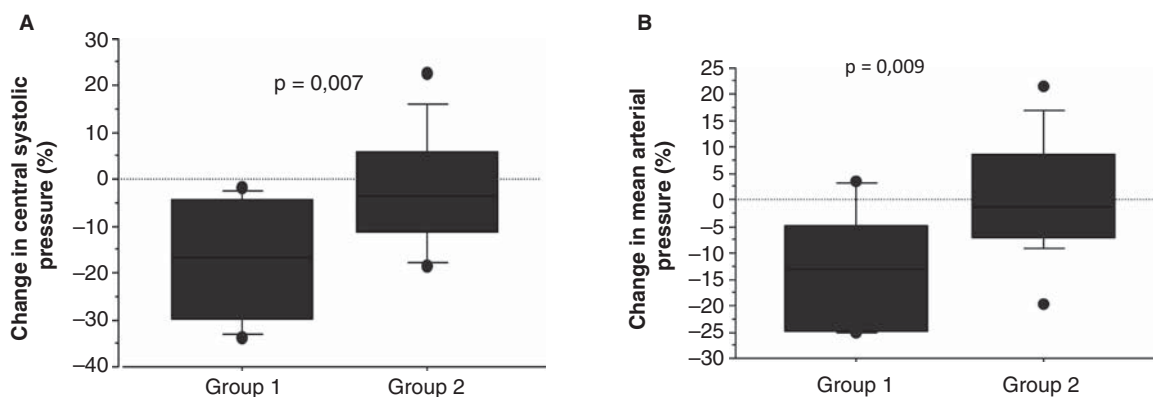 A
30
20
10
0
–10
–20
–30
–40
Change in central systolic
pressure (%)
p = 0,007
Group 1
Group 2
B
25
20
15
10
5
0
–5
–10
–15
–20
–25
–30
Change in mean arterial
pressure (%)
p = 0,009
Group 1
Group 2